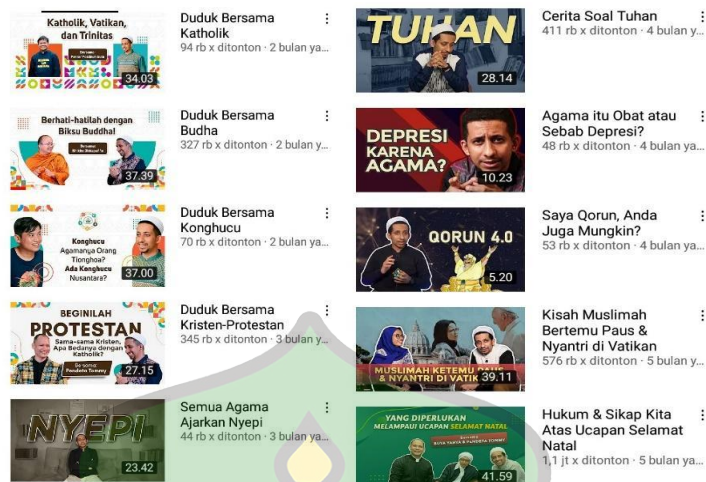 Katholik, Vatikan,
dan Trinitas
Bersama
34.03
Duduk Bersama
Katholik
94 rb x ditonton · 2 bulan ya...
Berhati-hatilah dengan
Biksu Buddha!
Bersama
37.39
Duduk Bersama
Budha
327 rb x ditonton · 2 bulan ya...
Konghucu
Agamanya Orang
Tionghoa?
Ada Konghucu
Nusantara?
37.00
Duduk Bersama
Konghucu
70 rb x ditonton · 2 bulan ya...
BEGINILAH
PROTESTAN
Sama-sama Kristen,
Apa Bedanya dengan
Katholik?
Bersama
Pendeta Tommy
27.15
Duduk Bersama
Kristen-Protestan
345 rb x ditonton · 3 bulan ya...
NYEPI
23.42
Semua Agama
Ajarkan Nyepi
44 rb x ditonton · 3 bulan ya...
TUHAN
28.14
Cerita Soal Tuhan
411 rb x ditonton · 4 bulan y...
DEPRESI
KARENA
AGAMA?
10.23
Agama itu Obat atau
Sebab Depresi?
48 rb x ditonton · 4 bulan ya...
QORUN 4.0
5.20
Saya Qorun, Anda
Juga Mungkin?
53 rb x ditonton · 4 bulan ya...
MUSLIMAH KETEMU PAUS
& NYANTRI DI VATIK
39.11
Kisah Muslimah
Bertemu Paus &
Nyantri di Vatikan
576 rb x ditonton · 5 bulan y...
YANG DIPERLUKAN
MELAMPAUI UCAPAN SELAMAT NATAL
41.59
Hukum & Sikap Kita
Atas Ucapan Selamat
Natal
1,1 jt x ditonton · 5 bulan ya...